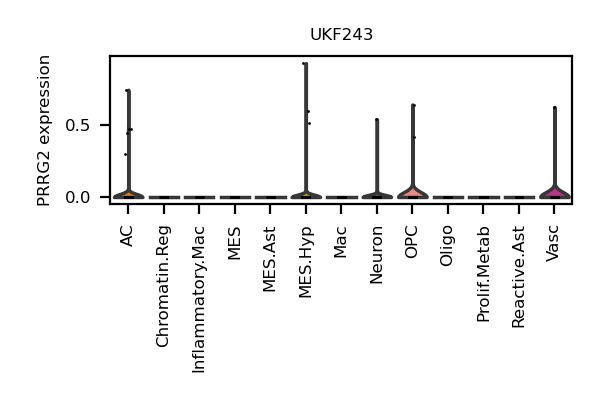 UKF243
PRRG2 expression
0.5
0.0
AC
Chromatin.Reg
Inflammatory.Mac
MES
MES.Ast
MES.Hyp
Mac
Neuron
OPC
Oligo
Prolif.Metab
Reactive.Ast
Vasc